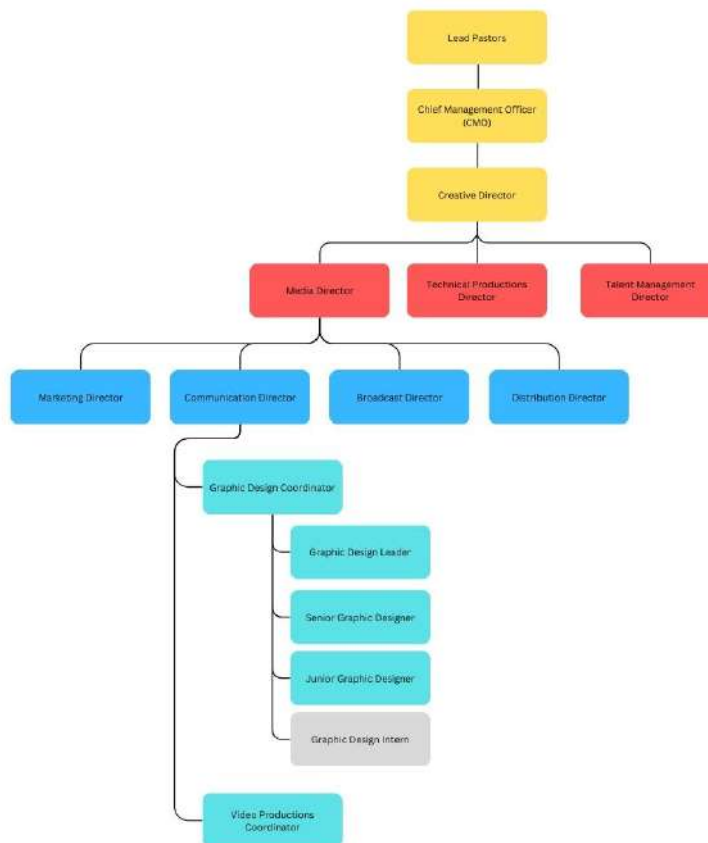 Lead Pastors
Chief Management Officer
(CMO)
Creative Director
Media Director
Technical Productions
Director
Talent Management
Director
Marketing Director
Communication Director
Broadcast Director
Distribution Director
Graphic Design Coordinator
Graphic Design Leader
Senior Graphic Designer
Junior Graphic Designer
Graphic Design Intern
Video Productions
Coordinator